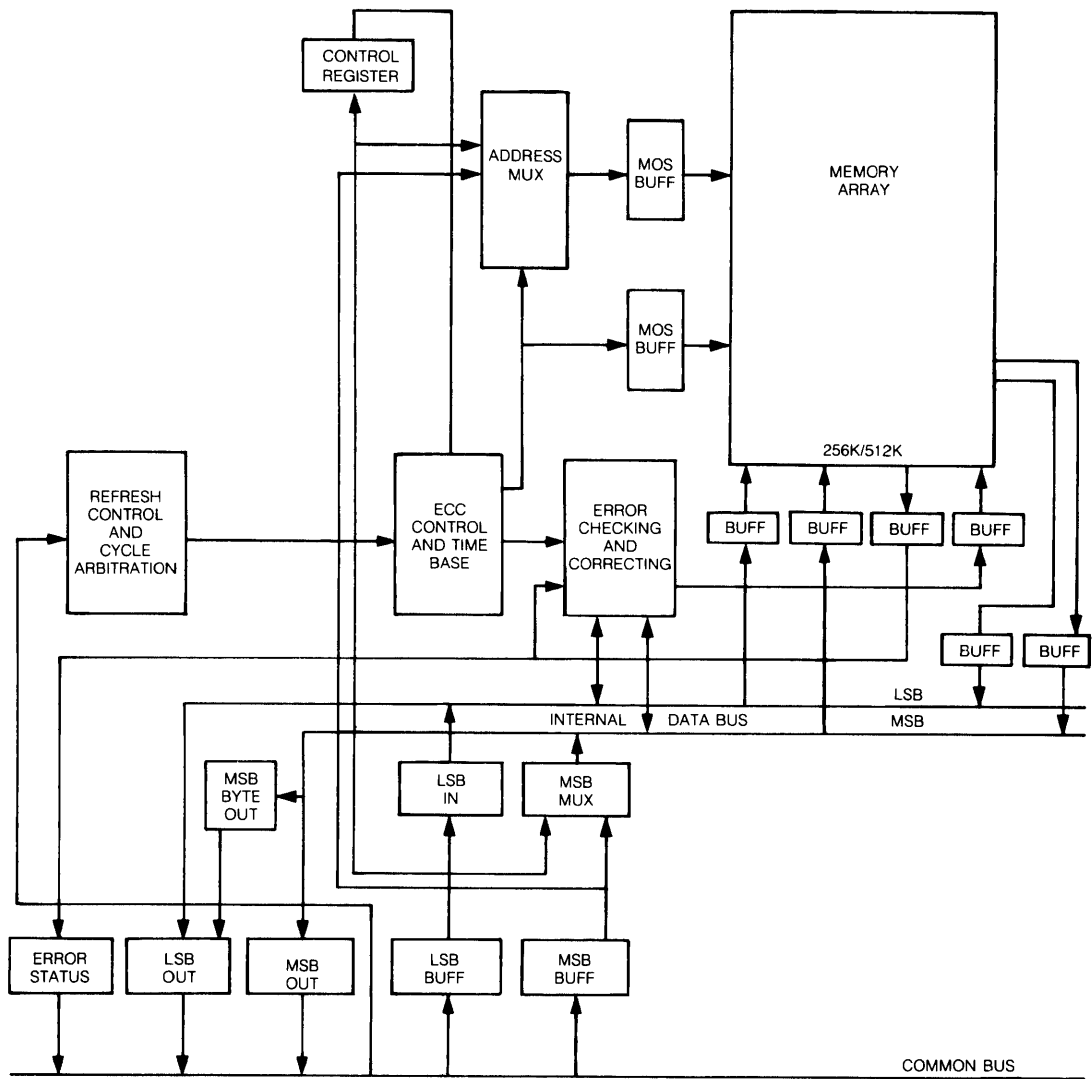 CONTROL
REGISTER
ADDRESS
MUX
MOS
BUFF
MEMORY
ARRAY
MOS
BUFF
256K/512K
REFRESH
CONTROL
AND
CYCLE
ARBITRATION
ECC
CONTROL
AND TIME
BASE
ERROR
CHECKING
AND
CORRECTING
BUFF
BUFF
BUFF
BUFF
BUFF
BUFF
LSB
INTERNAL DATA BUS MSB
MSB
BYTE
OUT
LSB
IN
MSB
MUX
ERROR
STATUS
LSB
OUT
MSB
OUT
LSB
BUFF
MSB
BUFF
COMMON BUS